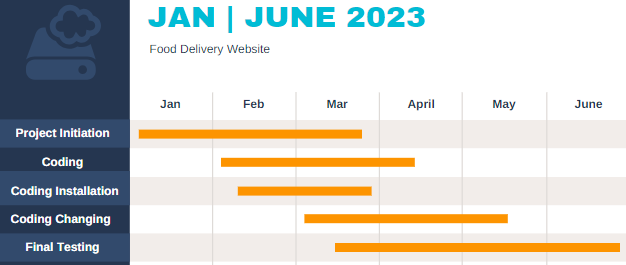 JAN | JUNE 2023
Food Delivery Website
Jan Feb Mar April May June
Project Initiation
Coding
Coding Installation
Coding Changing
Final Testing